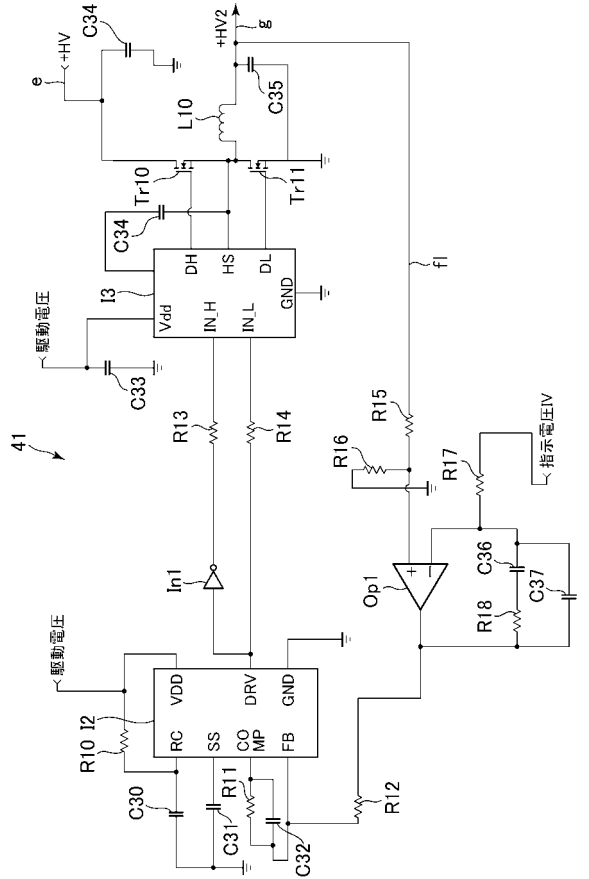 41
駆動電圧
駆動電圧
e
+HV
C34
+HV2
g
L10
C35
Tr10
Tr11
C34
I3
Vdd
DH
HS
DL
IN_H
IN_L
GND
C33
R13
R14
In1
I2
R10
RC
VDD
SS
CO
MP
DRV
FB
GND
C30
C31
R11
C32
R12
fl
R15
R16
R17
指示電圧IV
Op1
+
−
C36
R18
C37